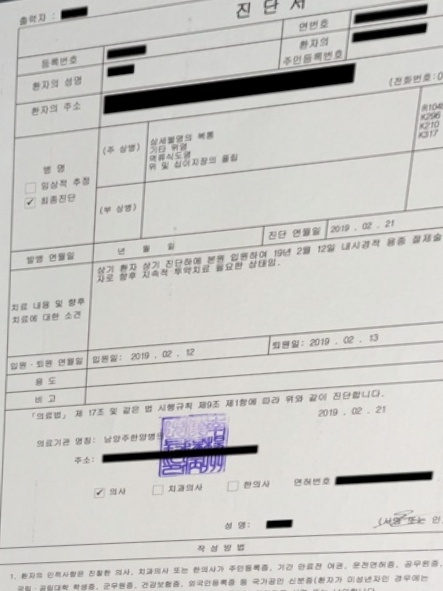 출력자 :
진 단 서
등록번호
연번호
환자의 성명
환자의
주민등록번호
환자의 주소
(전화번호:0
병 명
임상적 추정
✓ 최종진단
(주 상병)
상세불명의 복통
기타 위염
역류식도염
위 및 십이지장의 폴립
R1049
K296
K210
K317
(부 상병)
발병 연월일
년 월 일
진단 연월일
2019 . 02 . 21
치료 내용 및 향후
치료에 대한 소견
상기 환자 상기 진단하에 본원 입원하여 19년 2월 12일 내시경적 용종 절제술
자로 향후 지속적 투약치료 필요한 상태임.
입원·퇴원 연월일
입원일: 2019 . 02 . 12
퇴원일: 2019 . 02 . 13
용 도
비 고
「의료법」 제 17조 및 같은 법 시행규칙 제9조 제1항에 따라 위와 같이 진단합니다.
2019 . 02 . 21
의료기관 명칭: 남양주한양병원
주소:
✓ 의사
치과의사
한의사
면허번호
성 명:
(서명 또는 인
작 성 방 법
1. 환자의 인적사항은 진찰한 의사, 치과의사 또는 한의사가 주민등록증, 기간 만료전 여권, 운전면허증, 공무원증,
국립·공립대학 학생증, 군무원증, 건강보험증, 외국인등록증 등 국가공인 신분증(환자가 미성년자인 경우에는